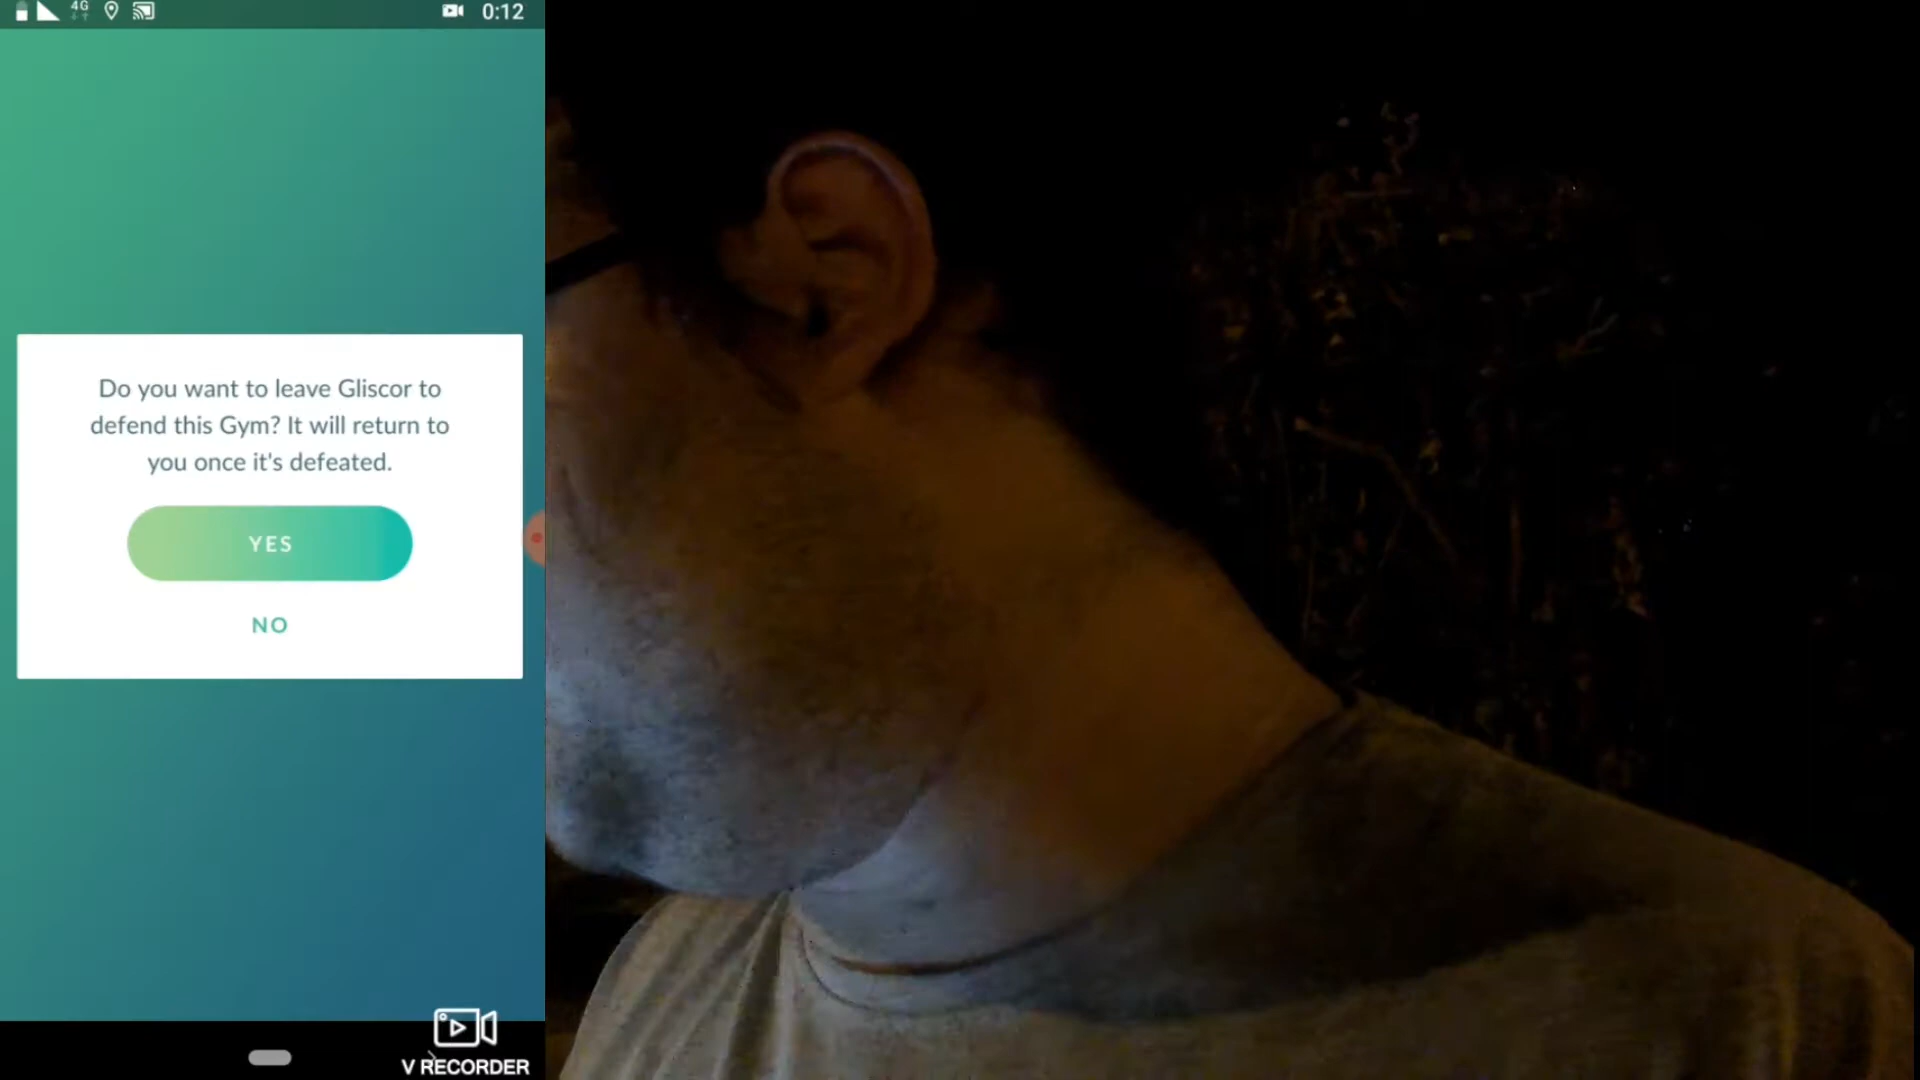 4G
0:12
Do you want to leave Gliscor to
defend this Gym? It will return to
you once it's defeated.
YES
NO
V RECORDER